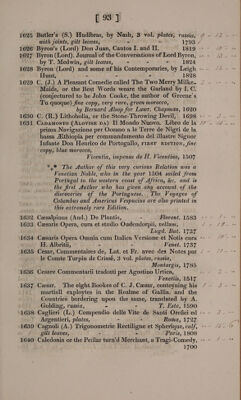 [ 93 ]
1625 Butler's (S.) Hudibras, by Nash, 3 vol. plates, russia,
with joints, gilt leaves, 1793
1626 Byron's (Lord) Don Juan, Cantos I. and II. 1819
1627 Byron (Lord). Journal of the Conversations of Lord Byron,
by T. Medwin, gilt leaves, 1824
1628 Byron (Lord) and some of his Contemporaries, by Leigh
Hunt, 1828
1629 C. (J.) A Pleasant Comedie called The Two Merry Milke-
Maids, or the Best Words weare the Garland by I. C.
(conjectured to be John Cooke, the author of Greene's
Tu quoque) fine copy, very rare, green morocco,
by Bernard Alsop for Lawr. Chapman, 1620
1630 C. (R.) Lithobolia, or the Stone-Throwing Devil, 1698
1631 CADAMOSTO (ALOVISE DA) Il Mondo Nuovo. Libro de la
prima Navigazione per Oceano a le Terre de Nigri de la
bassa Æthiopia per comandamento del illustre Signor
Infante Don Henrico de Portogallo, FIRST EDITION, fine
copy, blue morocco,
Vicentia, impensa de H. Vicentino, 1507
*** The Author of this very curious Relation was a
Venetian Noble, who in the year 1504 sailed from
Portugal to the western coast of Africa, &c. and is
the first Author who has given any account of the
discoveries of the Portuguese. The Voyages of
Columbus and Americus Vespucius are also printed in
this extremely rare Edition.
1632 Cæsalpinus (And.) De Plantis, Florent. 1583
1633 Cæsaris Opera, cura et studio Oudendorpii, vellum,
Lugd. Bat. 1737
1634 Cæsaris Opera Omnia cum Italica Versione et Notis cura
H. Albritii, Venet. 1737
1635 César, Commentaires de, Lat. et Fr. avec des Notes par
le Comte Turpin de Crissé, 3 vol. plates, russia,
Montargis, 1785
1636 Cesare Commentarii tradotti per Agostino Ortica,
Venetia, 1517
1637 Cæsar. The eight Bookes of C. J. Cæsar, conteyning his
martiall exploytes in the Realme of Gallia, and the
Countries bordering upon the same, translated by A.
Golding, russia, T. Este, 1590
1638 Caglieri (L.) Compendio delle Vite de Santi Orefici ed
Argentieri, plates, Roma, 1727
1639 Cagnoli (A.) Trigonometrie Rectiligne et Spherique, calf,
gilt leaves, Paris, 1808
1640 Caledonia or the Pedlar turn'd Merchant, a Tragi-Comedy,
1700